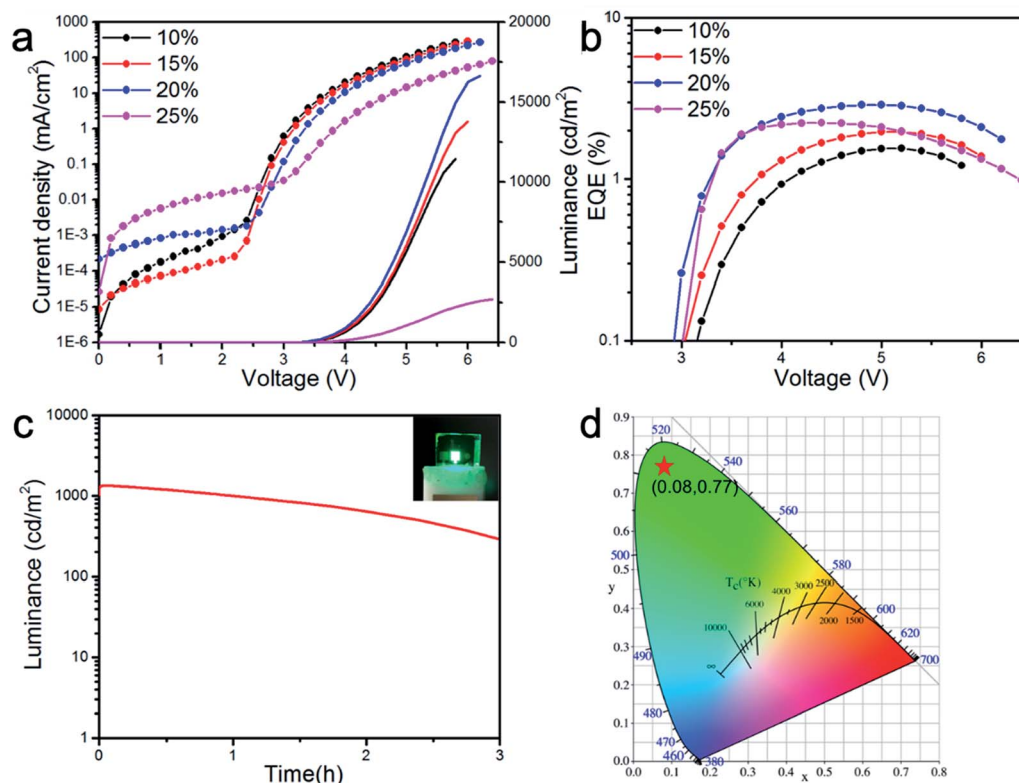 a
10%
15%
20%
25%
Current density (mA/cm²)
1000
100
10
1
0.1
0.01
1E-3
1E-4
1E-5
1E-6
0 1 2 3 4 5 6
Voltage (V)
20000
15000
10000
5000
0
Luminance (cd/m²)
b
10%
15%
20%
25%
EQE (%)
10
1
0.1
3 4 5 6
Voltage (V)
c
Luminance (cd/m²)
10000
1000
100
10
1
0 1 2 3
Time(h)
d
(0.08,0.77)
y
0.9
0.8
0.7
0.6
0.5
0.4
0.3
0.2
0.1
0.0
0.0 0.1 0.2 0.3 0.4 0.5 0.6 0.7 0.8
x
520
540
560
580
600
620
700
500
490
480
470
460
380
Tc(°K)
∞
10000
6000
4000
3000
2500
2000
1500